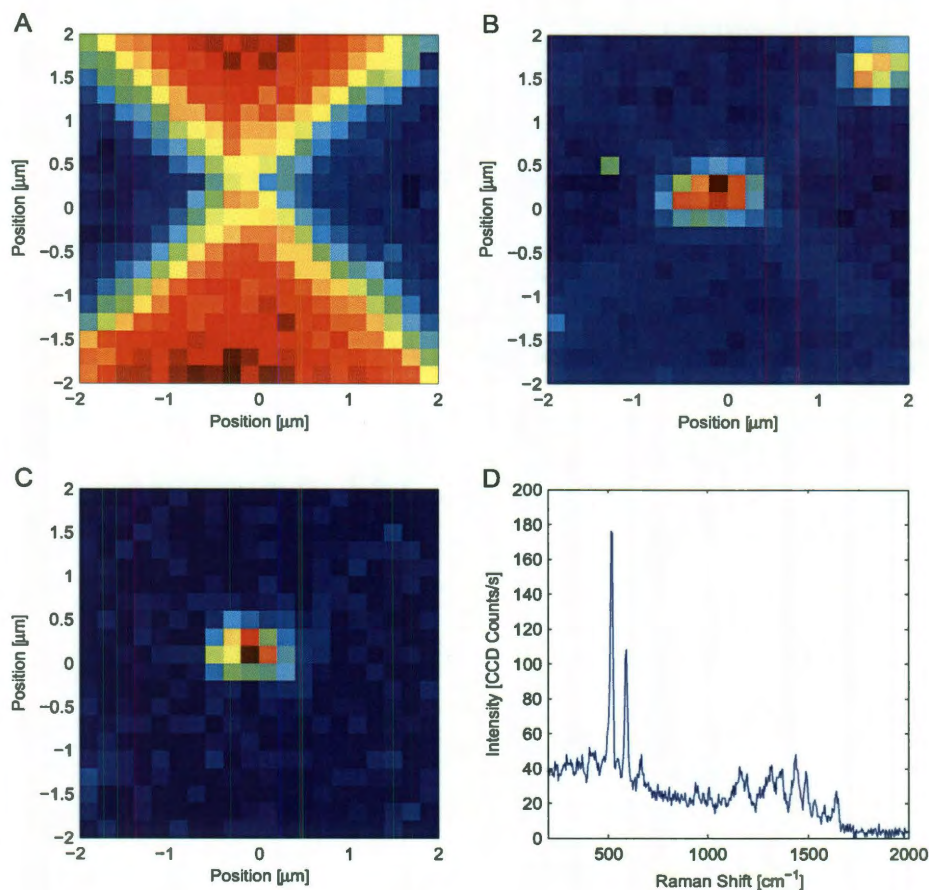 A
2
1.5
1
0.5
0
−0.5
−1
−1.5
−2
Position [μm]
−2 −1 0 1 2
Position [μm]
B
2
1.5
1
0.5
0
−0.5
−1
−1.5
−2
Position [μm]
−2 −1 0 1 2
Position [μm]
C
2
1.5
1
0.5
0
−0.5
−1
−1.5
−2
Position [μm]
−2 −1 0 1 2
Position [μm]
D
200
180
160
140
120
100
80
60
40
20
0
Intensity [CCD Counts/s]
500 1000 1500 2000
Raman Shift [cm⁻¹]